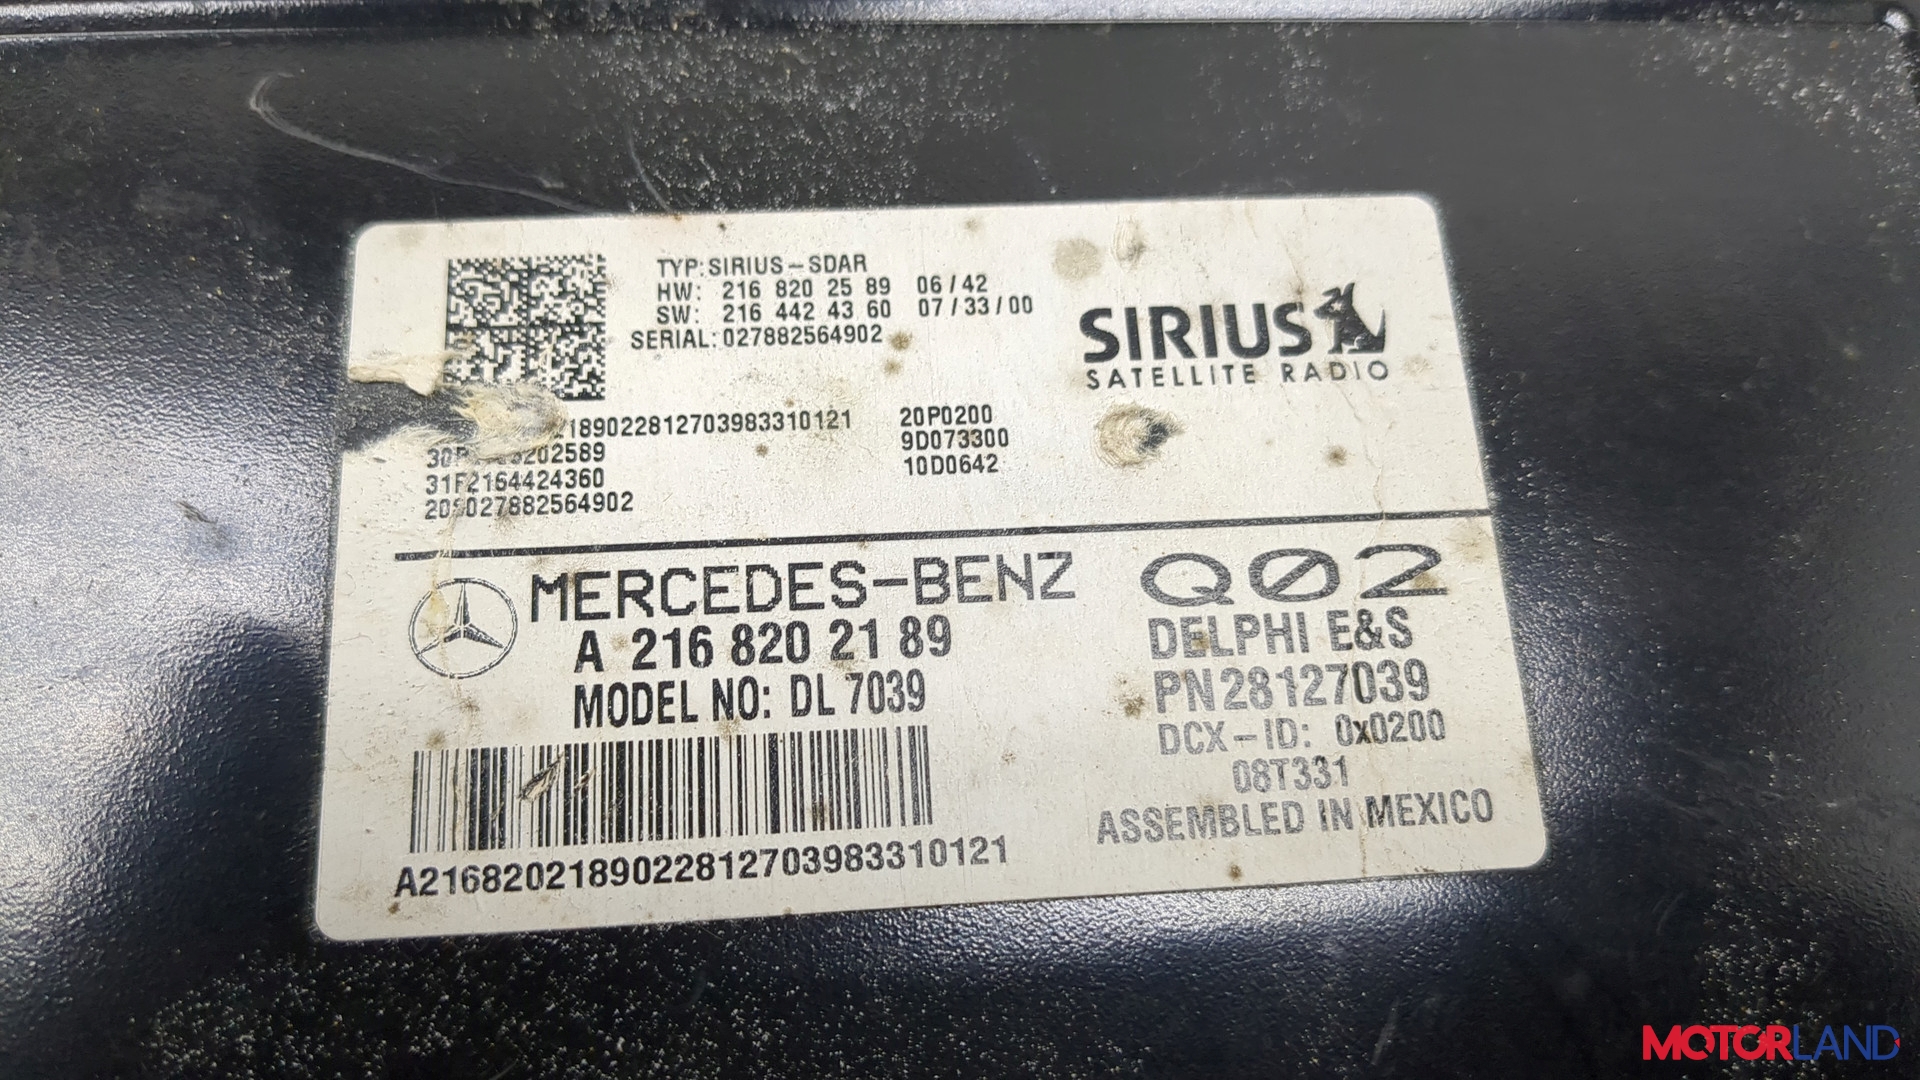 TYP:SIRIUS-SDAR
HW: 216 820 25 89 06/42
SW: 216 442 43 60 07/33/00
SERIAL:027882564902
SIRIUS
SATELLITE RADIO
20P0200
9D073300
31F2164424360
10D0642
20S027882564902
MERCEDES-BENZ
A 216 820 21 89
MODEL NO: DL 7039
A2168202189022812703983310121
QØ2
DELPHI E&S
PN28127039
DCX-ID: 0x0200
08T331
ASSEMBLED IN MEXICO
MOTORLAND